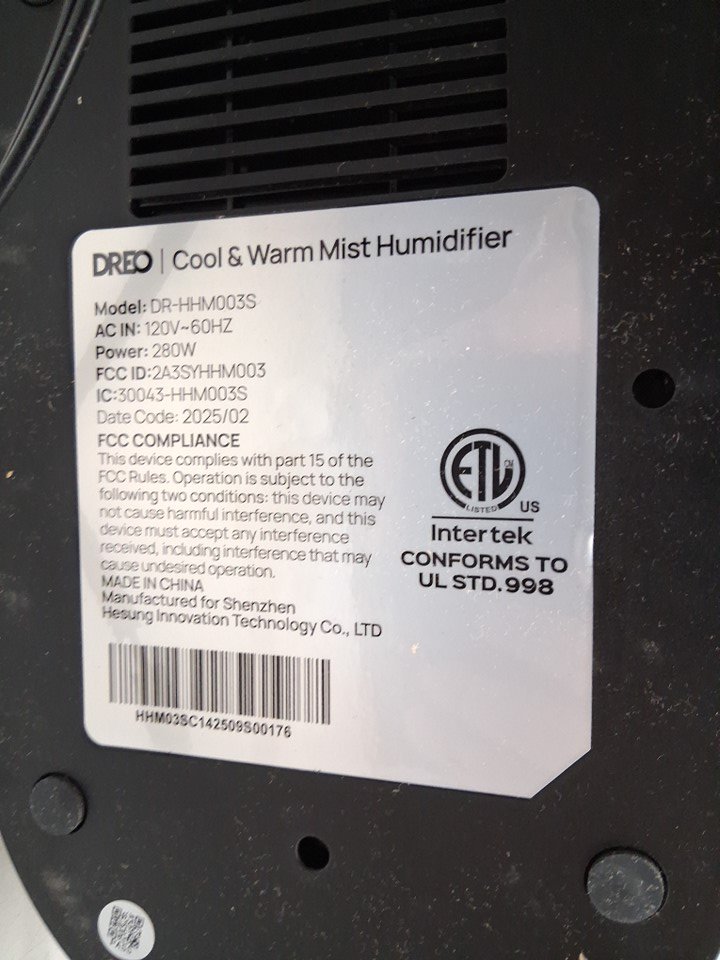 DREO | Cool & Warm Mist Humidifier
Model: DR-HHM003S
AC IN: 120V~60HZ
Power: 280W
FCC ID:2A3SYHHM003
IC:30043-HHM003S
Date Code: 2025/02
FCC COMPLIANCE
This device complies with part 15 of the
FCC Rules. Operation is subject to the
following two conditions: this device may
not cause harmful interference, and this
device must accept any interference
received, including interference that may
cause undesired operation.
MADE IN CHINA
Manufactured for Shenzhen
Hesung Innovation Technology Co., LTD
HHM03SC142509S00176
ETL CM
LISTED
US
Intertek
CONFORMS TO
UL STD.998